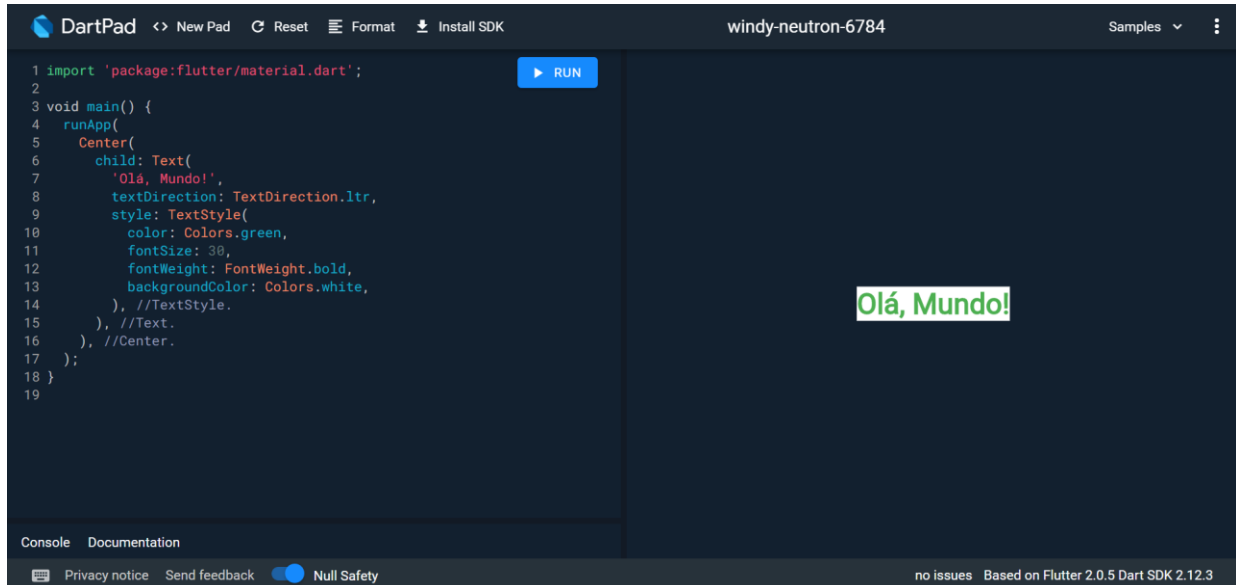 DartPad <> New Pad Reset Format Install SDK windy-neutron-6784 Samples
RUN
1 import 'package:flutter/material.dart';
2
3 void main() {
4   runApp(
5     Center(
6       child: Text(
7         'Olá, Mundo!',
8         textDirection: TextDirection.ltr,
9         style: TextStyle(
10           color: Colors.green,
11           fontSize: 30,
12           fontWeight: FontWeight.bold,
13           backgroundColor: Colors.white,
14         ), //TextStyle.
15       ), //Text.
16     ), //Center.
17   );
18 }
19
Olá, Mundo!
Console Documentation
Privacy notice Send feedback Null Safety no issues Based on Flutter 2.0.5 Dart SDK 2.12.3